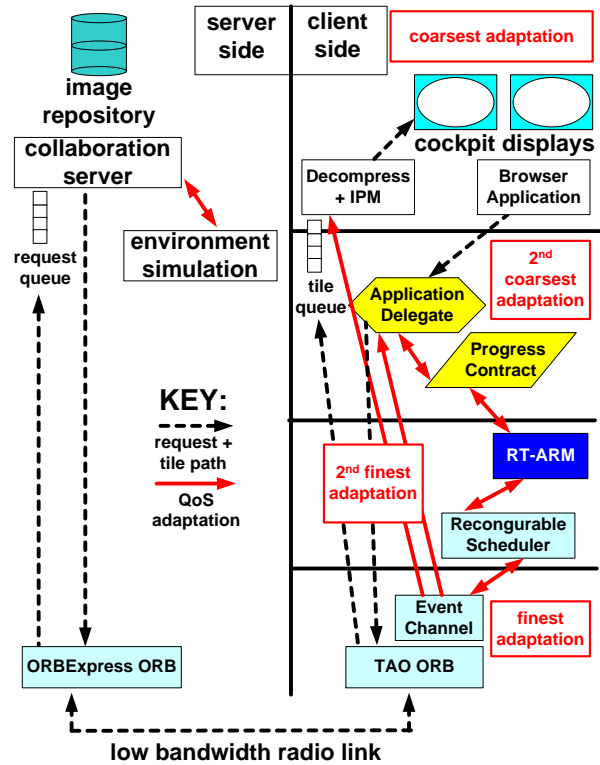 server
side
client
side
coarsest adaptation
image
repository
collaboration
server
cockpit displays
Decompress
+ IPM
Browser
Application
request
queue
environment
simulation
tile
queue
Application
Delegate
2nd
coarsest
adaptation
Progress
Contract
KEY:
request +
tile path
QoS
adaptation
2nd finest
adaptation
RT-ARM
Recongurable
Scheduler
Event
Channel
finest
adaptation
ORBExpress ORB
TAO ORB
low bandwidth radio link